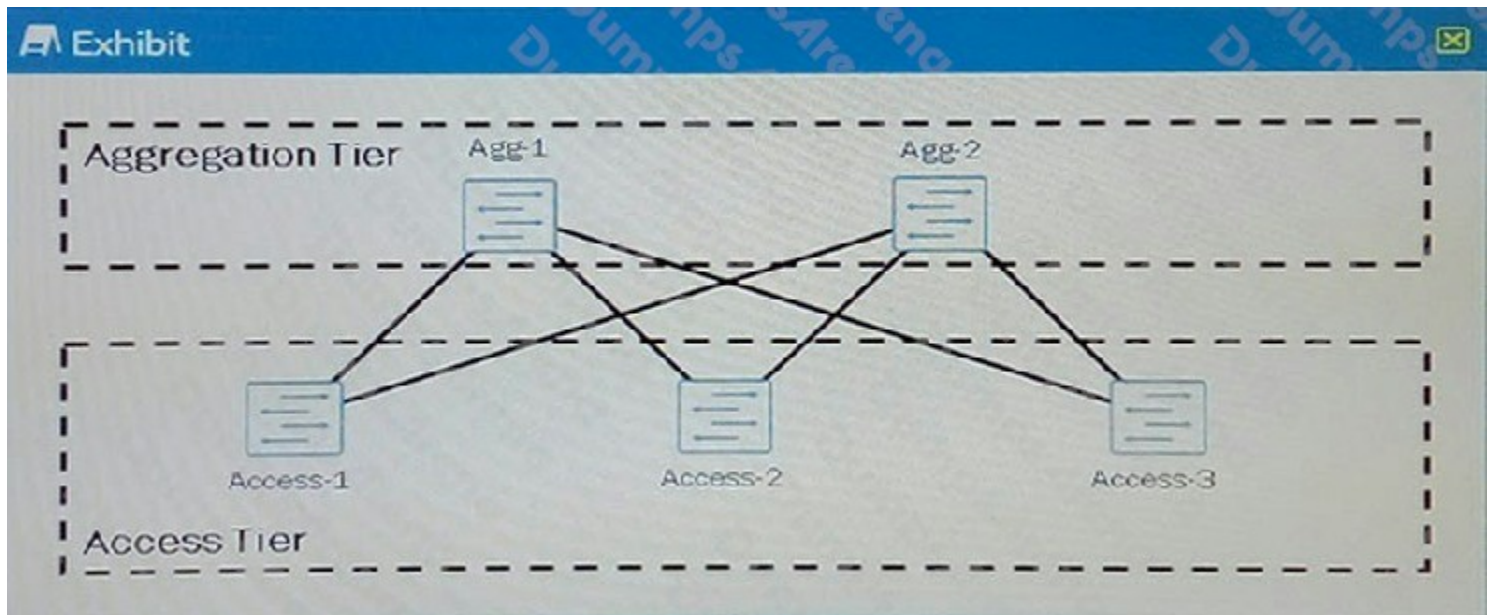 Exhibit
Aggregation Tier
Agg-1
Agg-2
Access-1
Access-2
Access-3
Access Tier